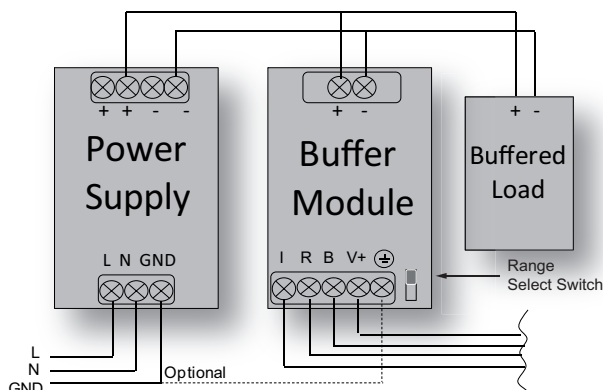 + + - -
Power
Supply
L N GND
+ -
Buffer
Module
I R B V+
+ -
Buffered
Load
Range
Select Switch
L
N
GND
Optional